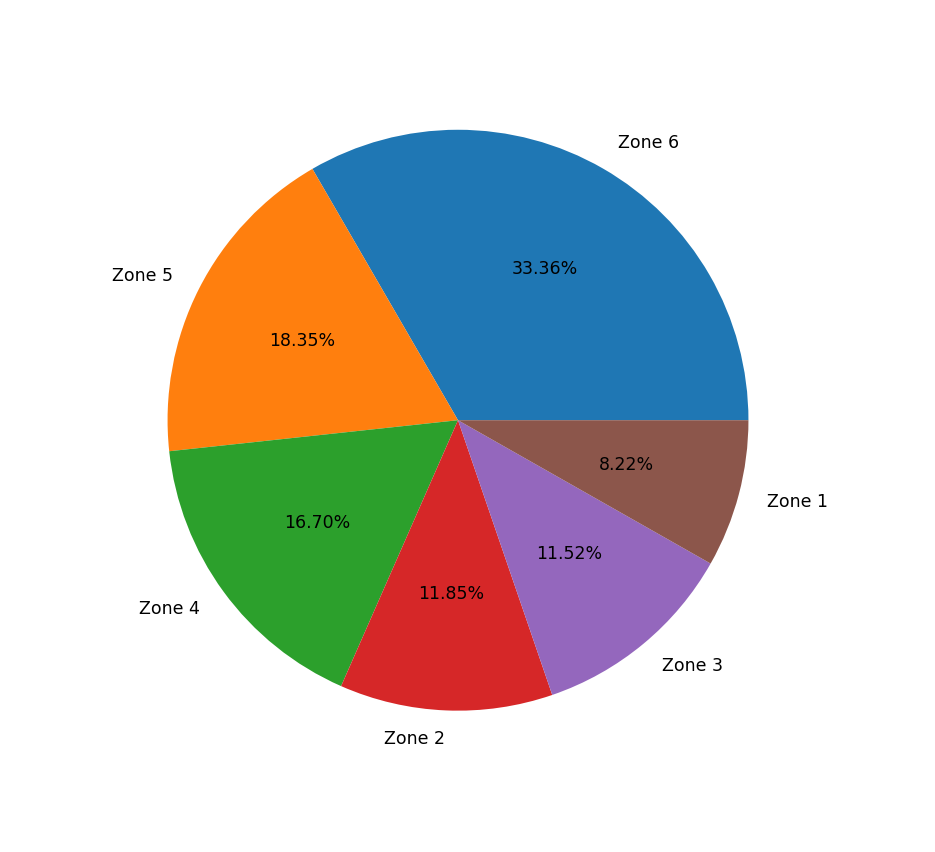 Zone 6
33.36%
Zone 5
18.35%
8.22%
Zone 1
16.70%
11.52%
11.85%
Zone 4
Zone 3
Zone 2